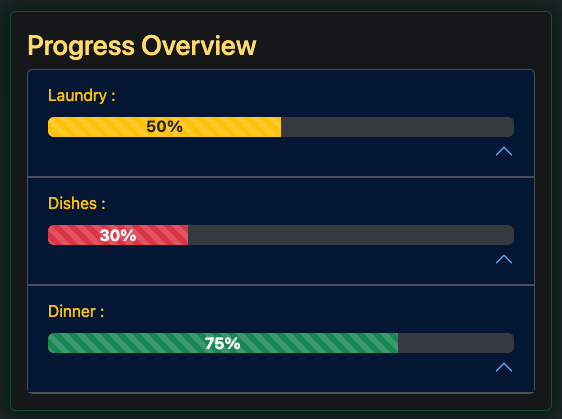 Progress Overview
Laundry :
50%
Dishes :
30%
Dinner :
75%